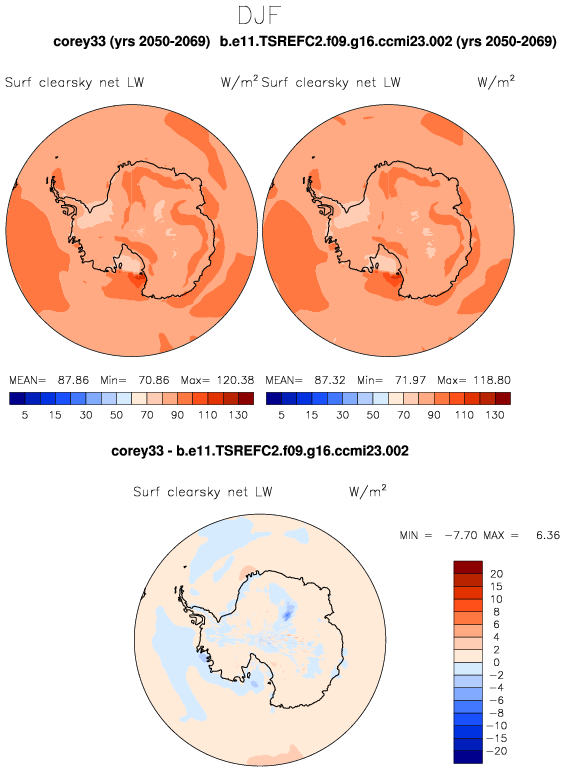 DJF
corey33 (yrs 2050-2069) b.e11.TSREFC2.f09.g16.ccmi23.002 (yrs 2050-2069)
Surf clearsky net LW W/m² Surf clearsky net LW W/m²
MEAN= 87.86 Min= 70.86 Max= 120.38 MEAN= 87.32 Min= 71.97 Max= 118.80
5 15 30 50 70 90 110 130 5 15 30 50 70 90 110 130
corey33 - b.e11.TSREFC2.f09.g16.ccmi23.002
Surf clearsky net LW W/m²
MIN = -7.70 MAX = 6.36
20
15
10
8
6
4
2
0
-2
-4
-6
-8
-10
-15
-20